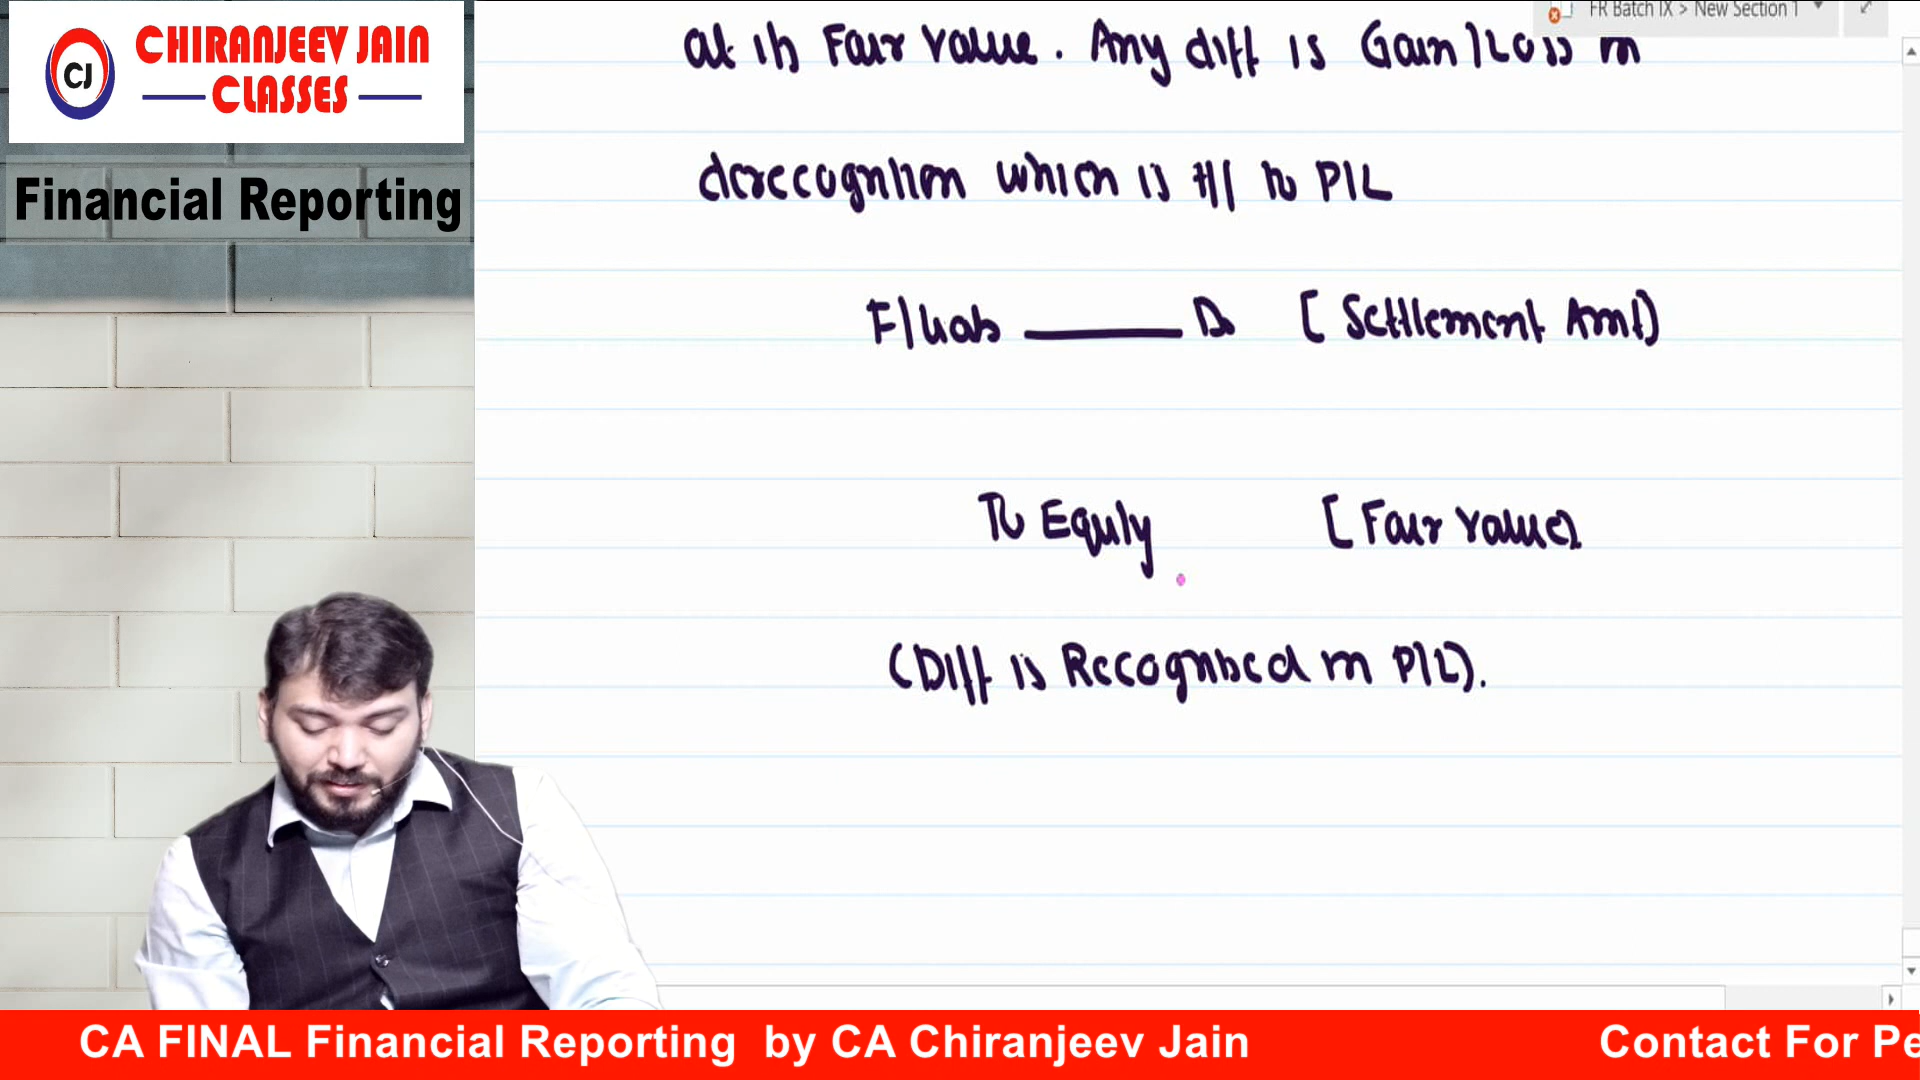 CHIRANJEEV JAIN
CJ
CLASSES
Financial Reporting
FR Batch IX > New Section 1
at its Fair Value. Any diff is Gain/Loss in
derecognition which is t/f to P/L
F/Liab Dr [Settlement Amt]
To Equity [Fair Value]
(Diff is Recognised in P/L).
CA FINAL Financial Reporting by CA Chiranjeev Jain
Contact For Pe